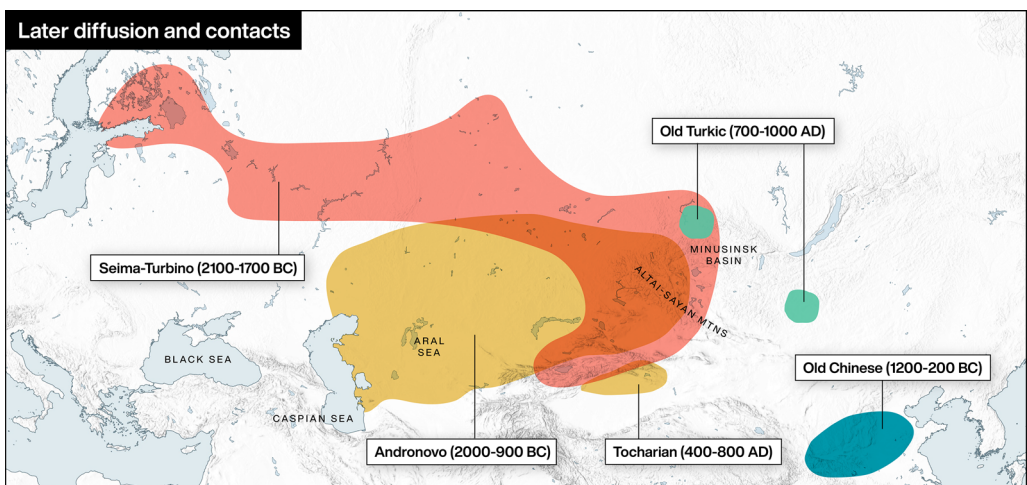 Later diffusion and contacts
Old Turkic (700-1000 AD)
MINUSINSK
BASIN
Seima-Turbino (2100-1700 BC)
ALTAI-SAYAN MTNS
ARAL
SEA
BLACK SEA
Old Chinese (1200-200 BC)
CASPIAN SEA
Andronovo (2000-900 BC)
Tocharian (400-800 AD)